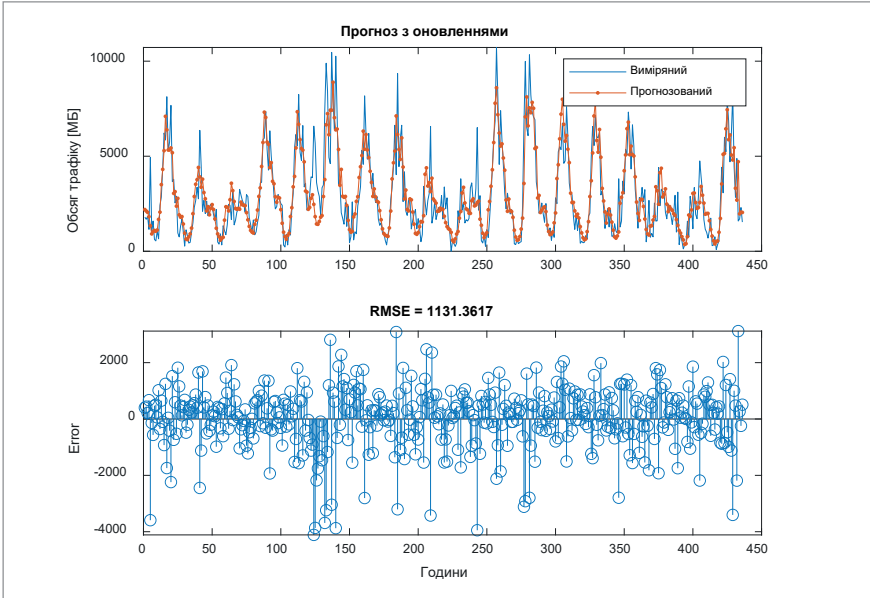 Прогноз з оновленнями
10000
5000
0
Обсяг трафіку [МБ]
Виміряний
Прогнозований
0 50 100 150 200 250 300 350 400 450
RMSE = 1131.3617
2000
0
-2000
-4000
Error
0 50 100 150 200 250 300 350 400 450
Години